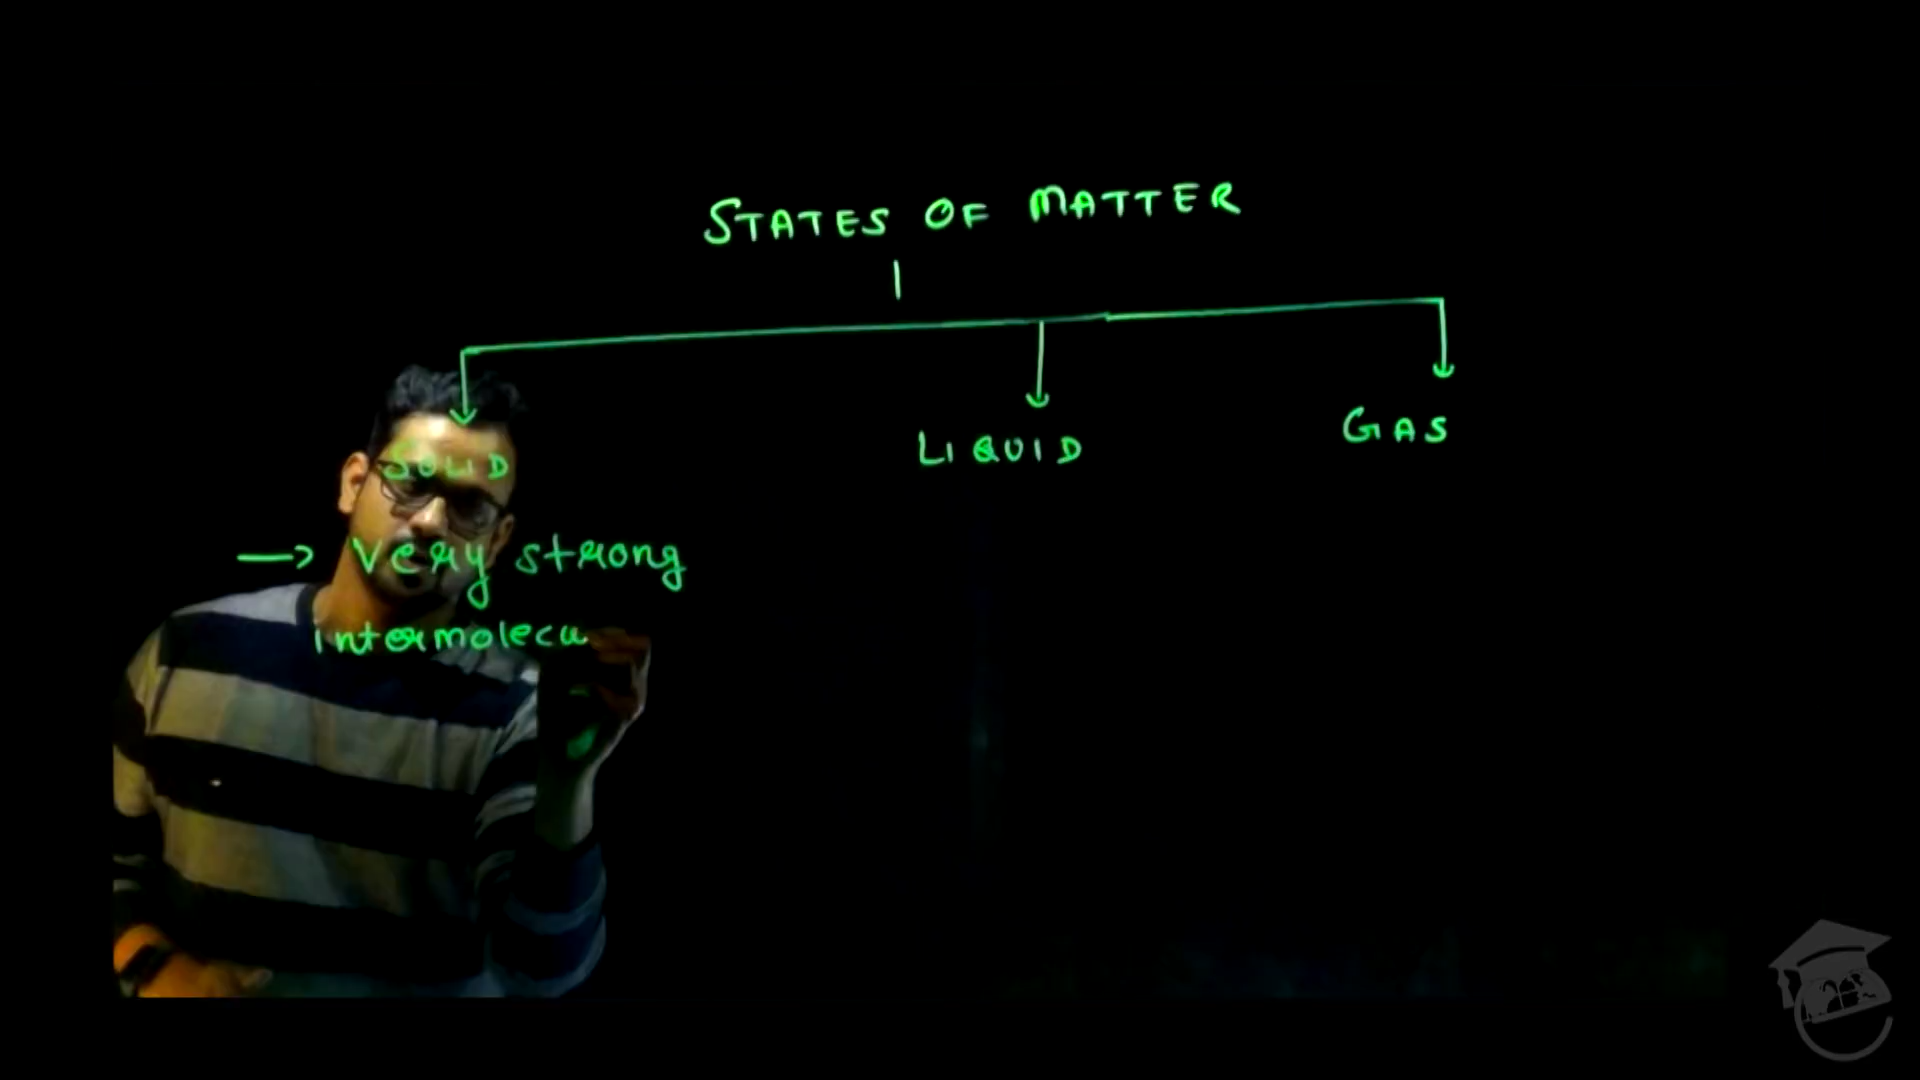 STATES OF MATTER
SOLID
LIQUID
GAS
→ Very strong
intermolecu